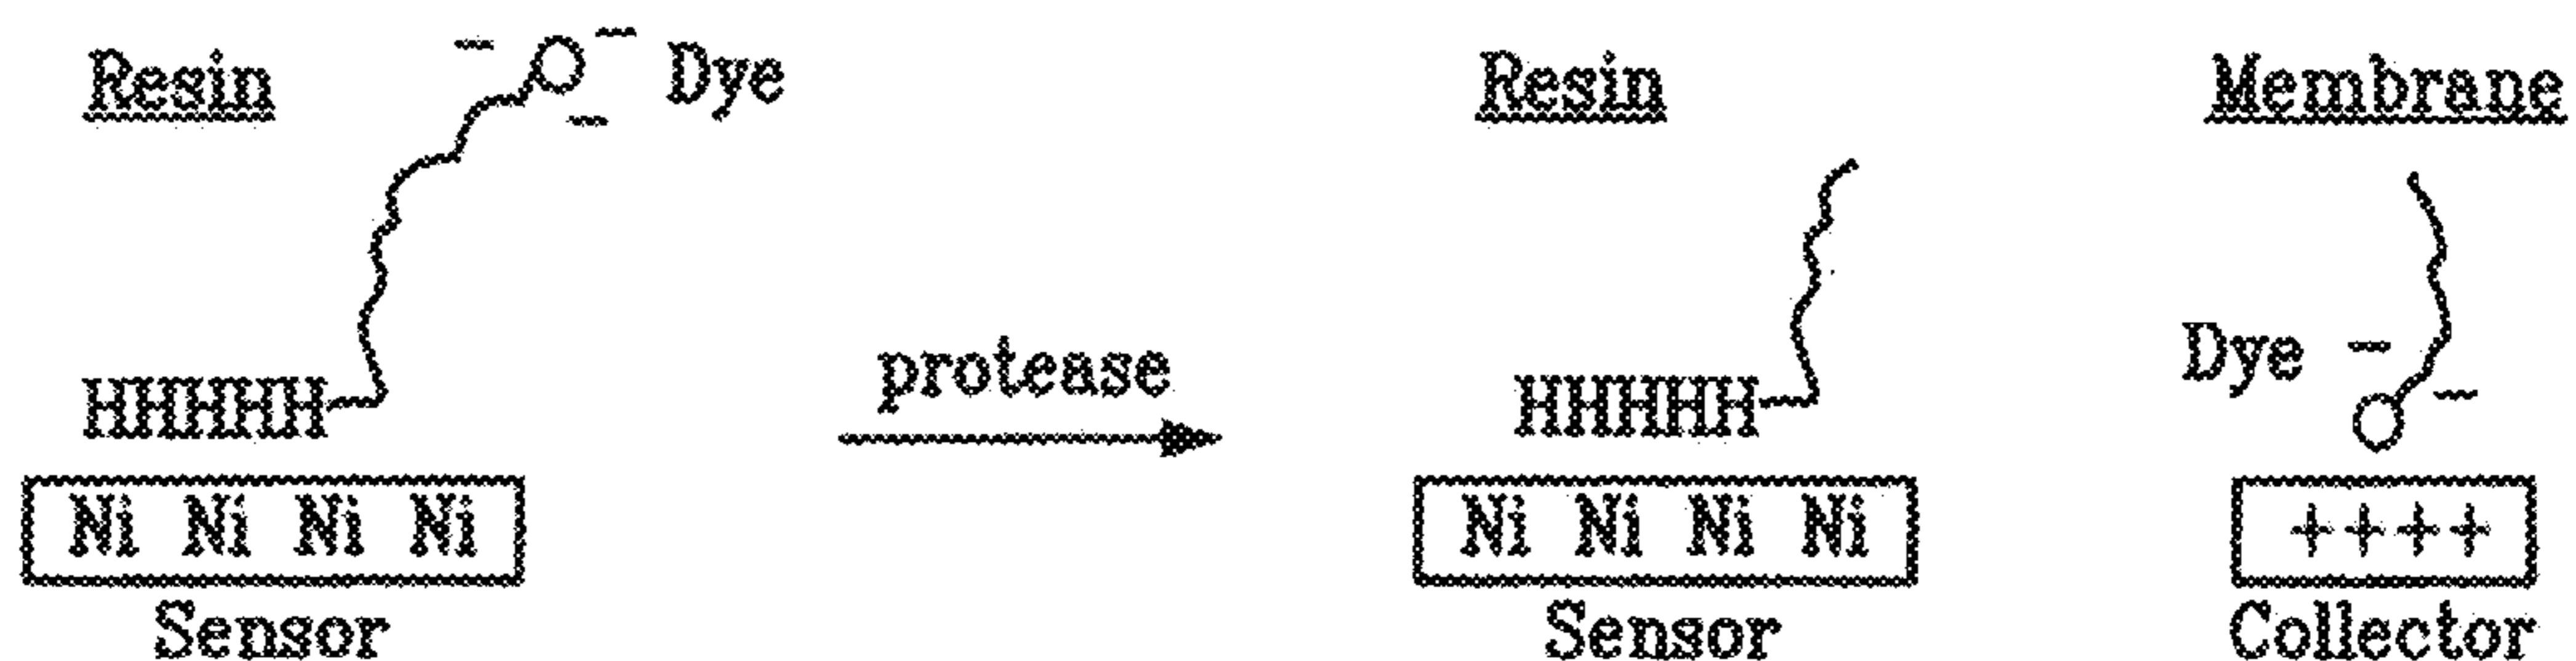 Resin Dye Resin Membrane
Dye
HHHHH protease HHHHH
Ni Ni Ni Ni Ni Ni Ni Ni ++++
Sensor Sensor Collector